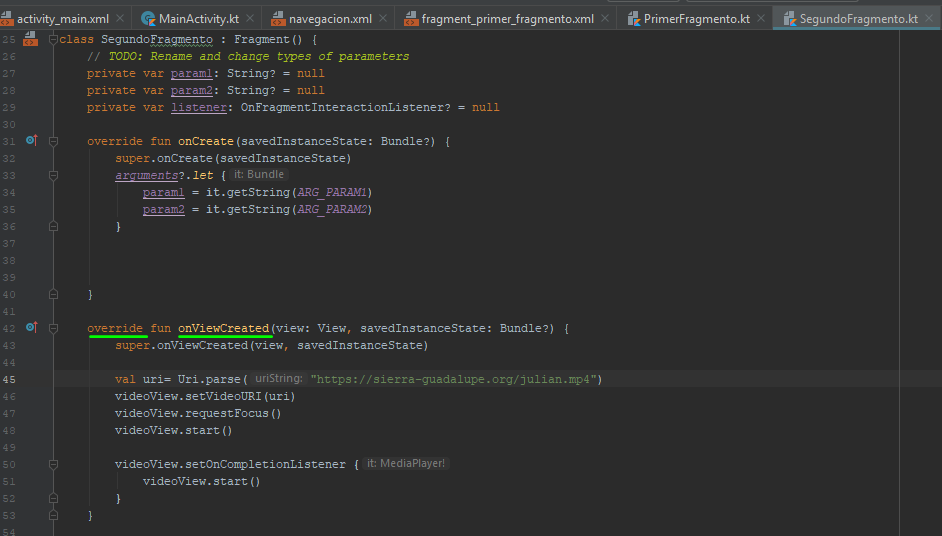 activity_main.xml MainActivity.kt navegacion.xml fragment_primer_fragmento.xml PrimerFragmento.kt SegundoFragmento.kt
25 class SegundoFragmento : Fragment() {
26 // TODO: Rename and change types of parameters
27 private var param1: String? = null
28 private var param2: String? = null
29 private var listener: OnFragmentInteractionListener? = null
30
31 override fun onCreate(savedInstanceState: Bundle?) {
32 super.onCreate(savedInstanceState)
33 arguments?.let { it: Bundle
34 param1 = it.getString(ARG_PARAM1)
35 param2 = it.getString(ARG_PARAM2)
36 }
37
38
39
40 }
41
42 override fun onViewCreated(view: View, savedInstanceState: Bundle?) {
43 super.onViewCreated(view, savedInstanceState)
44
45 val uri= Uri.parse( uriString: "https://sierra-guadalupe.org/julian.mp4")
46 videoView.setVideoURI(uri)
47 videoView.requestFocus()
48 videoView.start()
49
50 videoView.setOnCompletionListener { it: MediaPlayer!
51 videoView.start()
52 }
53 }
54